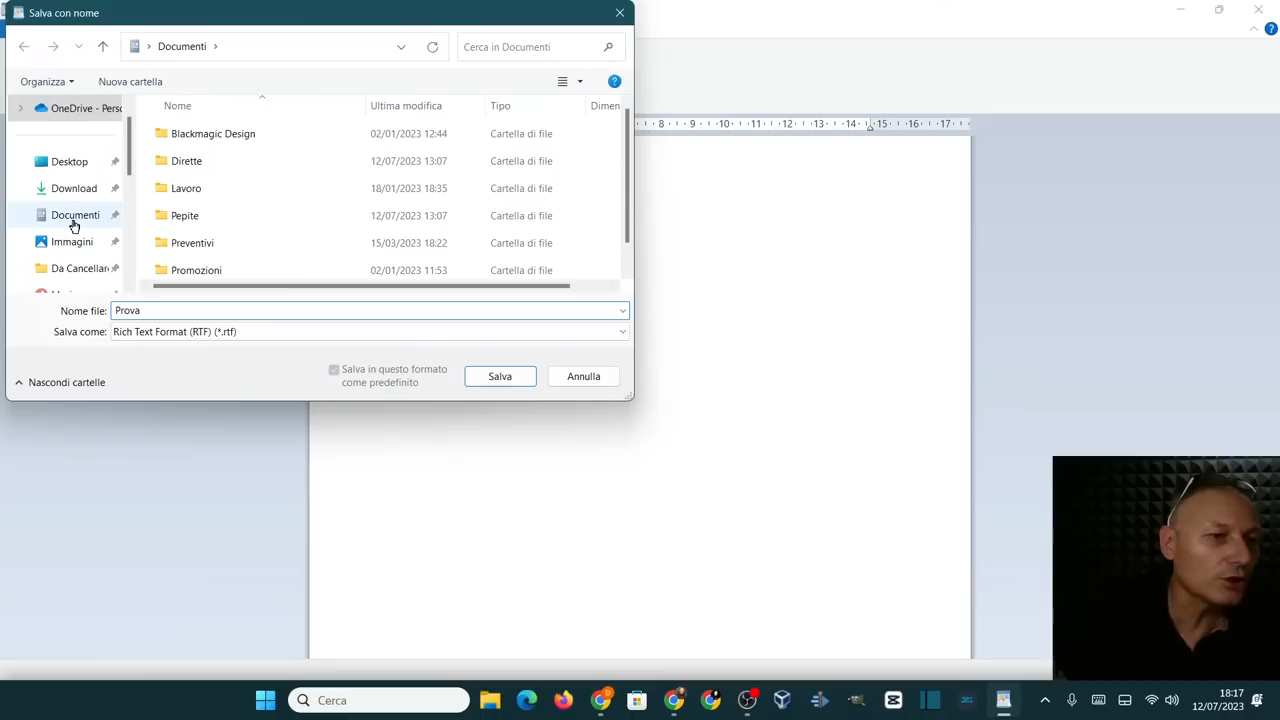 Salva con nome
Documenti
Cerca in Documenti
Organizza
Nuova cartella
OneDrive - Perso
Nome
Ultima modifica
Tipo
Dimen
Blackmagic Design 02/01/2023 12:44 Cartella di file
Desktop
Dirette 12/07/2023 13:07 Cartella di file
Download
Lavoro 18/01/2023 18:35 Cartella di file
Documenti
Pepite 12/07/2023 13:07 Cartella di file
Immagini
Preventivi 15/03/2023 18:22 Cartella di file
Da Cancellar
Promozioni 02/01/2023 11:53 Cartella di file
Nome file: Prova
Salva come: Rich Text Format (RTF) (*.rtf)
Salva in questo formato
come predefinito
Salva
Annulla
Nascondi cartelle
8 9 10 11 12 13 14 15 16 17
Cerca
18:17
12/07/2023